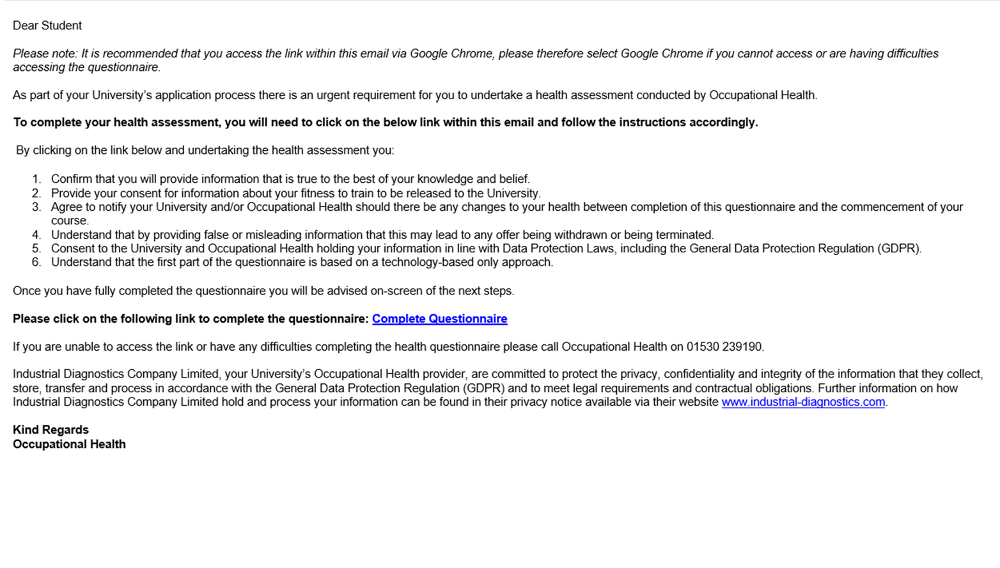 Dear Student
Please note: It is recommended that you access the link within this email via Google Chrome, please therefore select Google Chrome if you cannot access or are having difficulties
accessing the questionnaire.
As part of your University's application process there is an urgent requirement for you to undertake a health assessment conducted by Occupational Health.
To complete your health assessment, you will need to click on the below link within this email and follow the instructions accordingly.
By clicking on the link below and undertaking the health assessment you:
1. Confirm that you will provide information that is true to the best of your knowledge and belief.
2. Provide your consent for information about your fitness to train to be released to the University.
3. Agree to notify your University and/or Occupational Health should there be any changes to your health between completion of this questionnaire and the commencement of your
course.
4. Understand that by providing false or misleading information that this may lead to any offer being withdrawn or being terminated.
5. Consent to the University and Occupational Health holding your information in line with Data Protection Laws, including the General Data Protection Regulation (GDPR).
6. Understand that the first part of the questionnaire is based on a technology-based only approach.
Once you have fully completed the questionnaire you will be advised on-screen of the next steps.
Please click on the following link to complete the questionnaire: Complete Questionnaire
If you are unable to access the link or have any difficulties completing the health questionnaire please call Occupational Health on 01530 239190.
Industrial Diagnostics Company Limited, your University's Occupational Health provider, are committed to protect the privacy, confidentiality and integrity of the information that they collect,
store, transfer and process in accordance with the General Data Protection Regulation (GDPR) and to meet legal requirements and contractual obligations. Further information on how
Industrial Diagnostics Company Limited hold and process your information can be found in their privacy notice available via their website www.industrial-diagnostics.com.
Kind Regards
Occupational Health